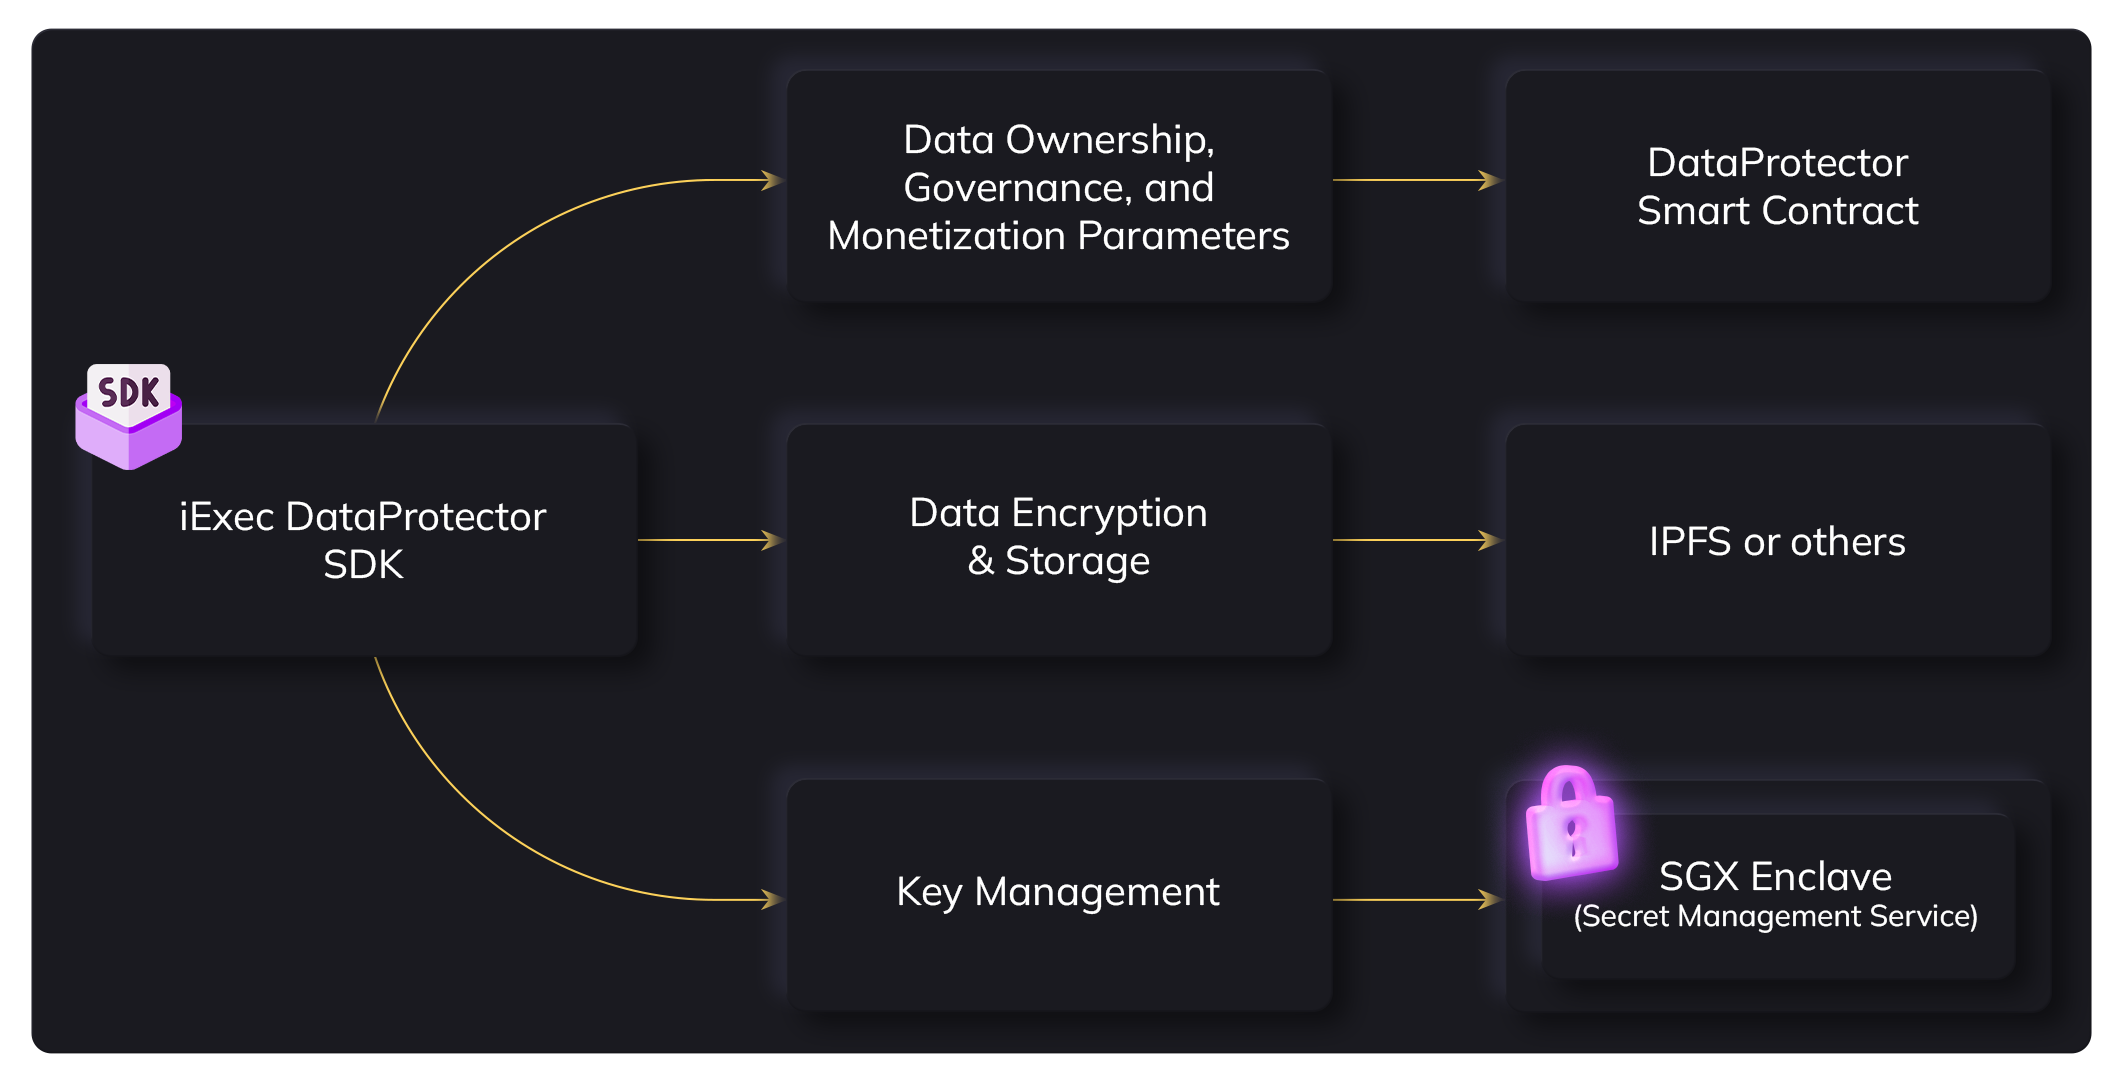 Data Ownership,
Governance, and
Monetization Parameters
DataProtector
Smart Contract
SDK
iExec DataProtector
SDK
Data Encryption
& Storage
IPFS or others
Key Management
SGX Enclave
(Secret Management Service)